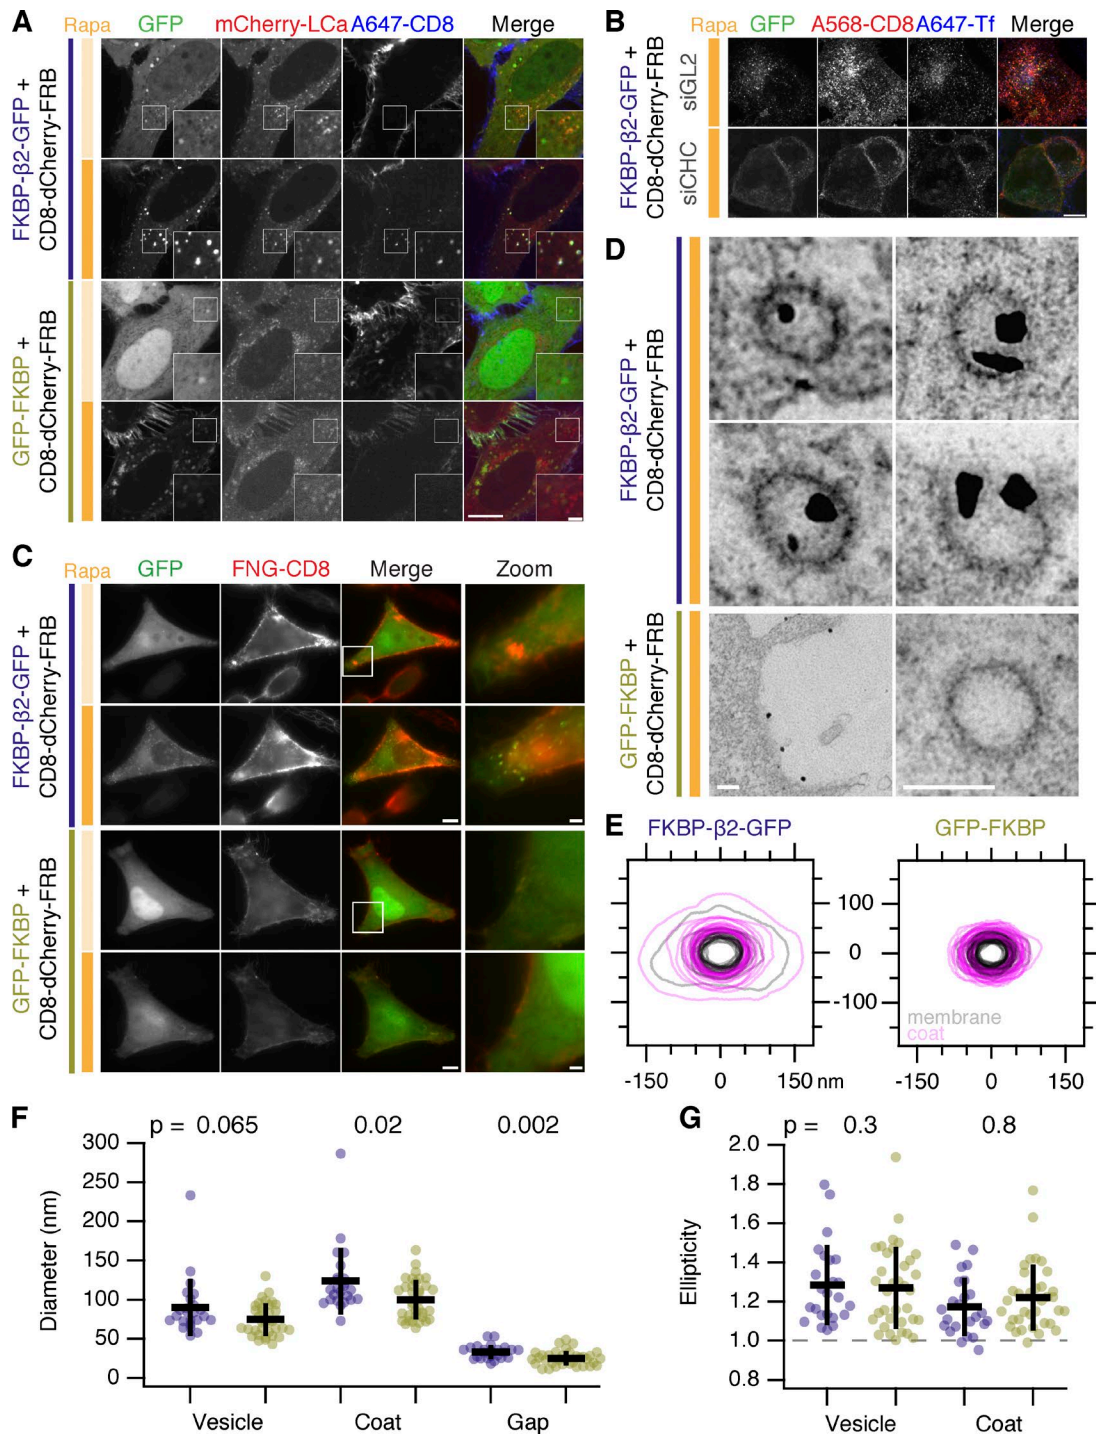 A
Rapa GFP mCherry-LCa A647-CD8 Merge
FKBP-β2-GFP +
CD8-dCherry-FRB
GFP-FKBP +
CD8-dCherry-FRB
B
Rapa GFP A568-CD8 A647-Tf Merge
FKBP-β2-GFP +
CD8-dCherry-FRB
siGL2
siCHC
C
Rapa GFP FNG-CD8 Merge Zoom
FKBP-β2-GFP +
CD8-dCherry-FRB
GFP-FKBP +
CD8-dCherry-FRB
D
FKBP-β2-GFP +
CD8-dCherry-FRB
GFP-FKBP +
CD8-dCherry-FRB
E
FKBP-β2-GFP GFP-FKBP
100
0
-100
membrane
coat
-150 0 150 nm -150 0 150
F
p = 0.065 0.02 0.002
Diameter (nm)
300
250
200
150
100
50
0
Vesicle Coat Gap
G
p = 0.3 0.8
Ellipticity
2.0
1.8
1.6
1.4
1.2
1.0
0.8
Vesicle Coat